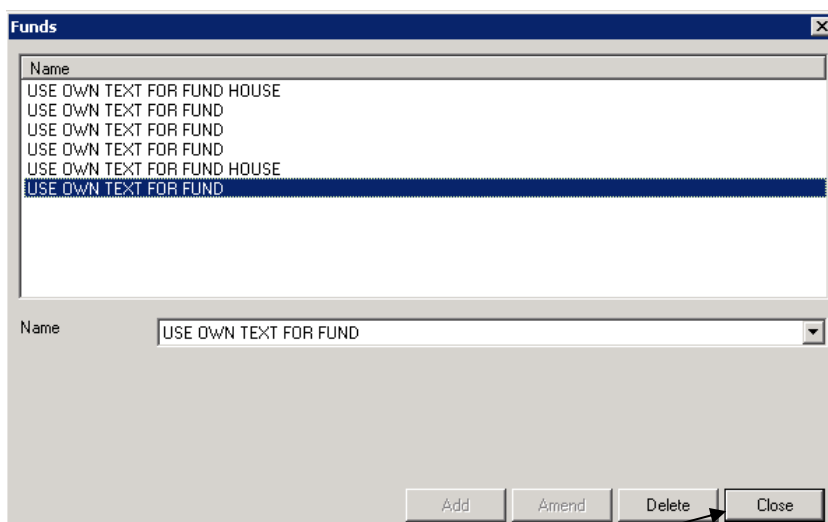 Funds
Name
USE OWN TEXT FOR FUND HOUSE
USE OWN TEXT FOR FUND
USE OWN TEXT FOR FUND
USE OWN TEXT FOR FUND
USE OWN TEXT FOR FUND HOUSE
USE OWN TEXT FOR FUND
Name USE OWN TEXT FOR FUND
Add Amend Delete Close